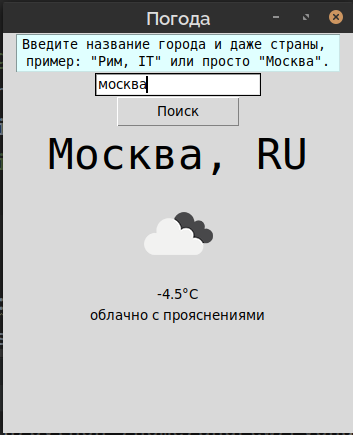 Погода
Введите название города и даже страны,
пример: "Рим, IT" или просто "Москва".
москва
Поиск
Москва, RU
-4.5°C
облачно с прояснениями